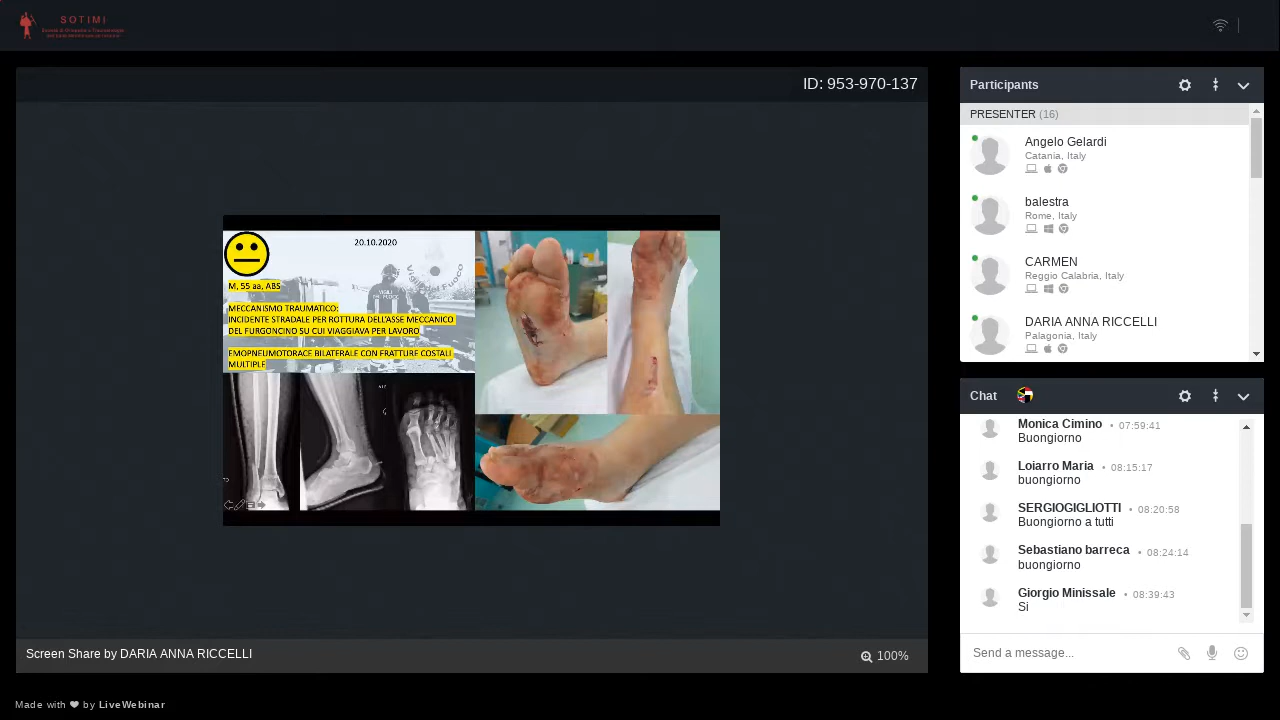 SOTIMI
ID: 953-970-137
20.10.2020
M, 55 aa, ABS
MECCANISMO TRAUMATICO:
INCIDENTE STRADALE PER ROTTURA DELL'ASSE MECCANICO
DEL FURGONCINO SU CUI VIAGGIAVA PER LAVORO
EMOPNEUMOTORACE BILATERALE CON FRATTURE COSTALI
MULTIPLE
VIGILI
DEL FUOCO
Screen Share by DARIA ANNA RICCELLI
100%
Participants
PRESENTER (16)
Angelo Gelardi
Catania, Italy
balestra
Rome, Italy
CARMEN
Reggio Calabria, Italy
DARIA ANNA RICCELLI
Palagonia, Italy
Chat
Monica Cimino • 07:59:41
Buongiorno
Loiarro Maria • 08:15:17
buongiorno
SERGIOGIGLIOTTI • 08:20:58
Buongiorno a tutti
Sebastiano barreca • 08:24:14
buongiorno
Giorgio Minissale • 08:39:43
Si
Send a message...
Made with by LiveWebinar